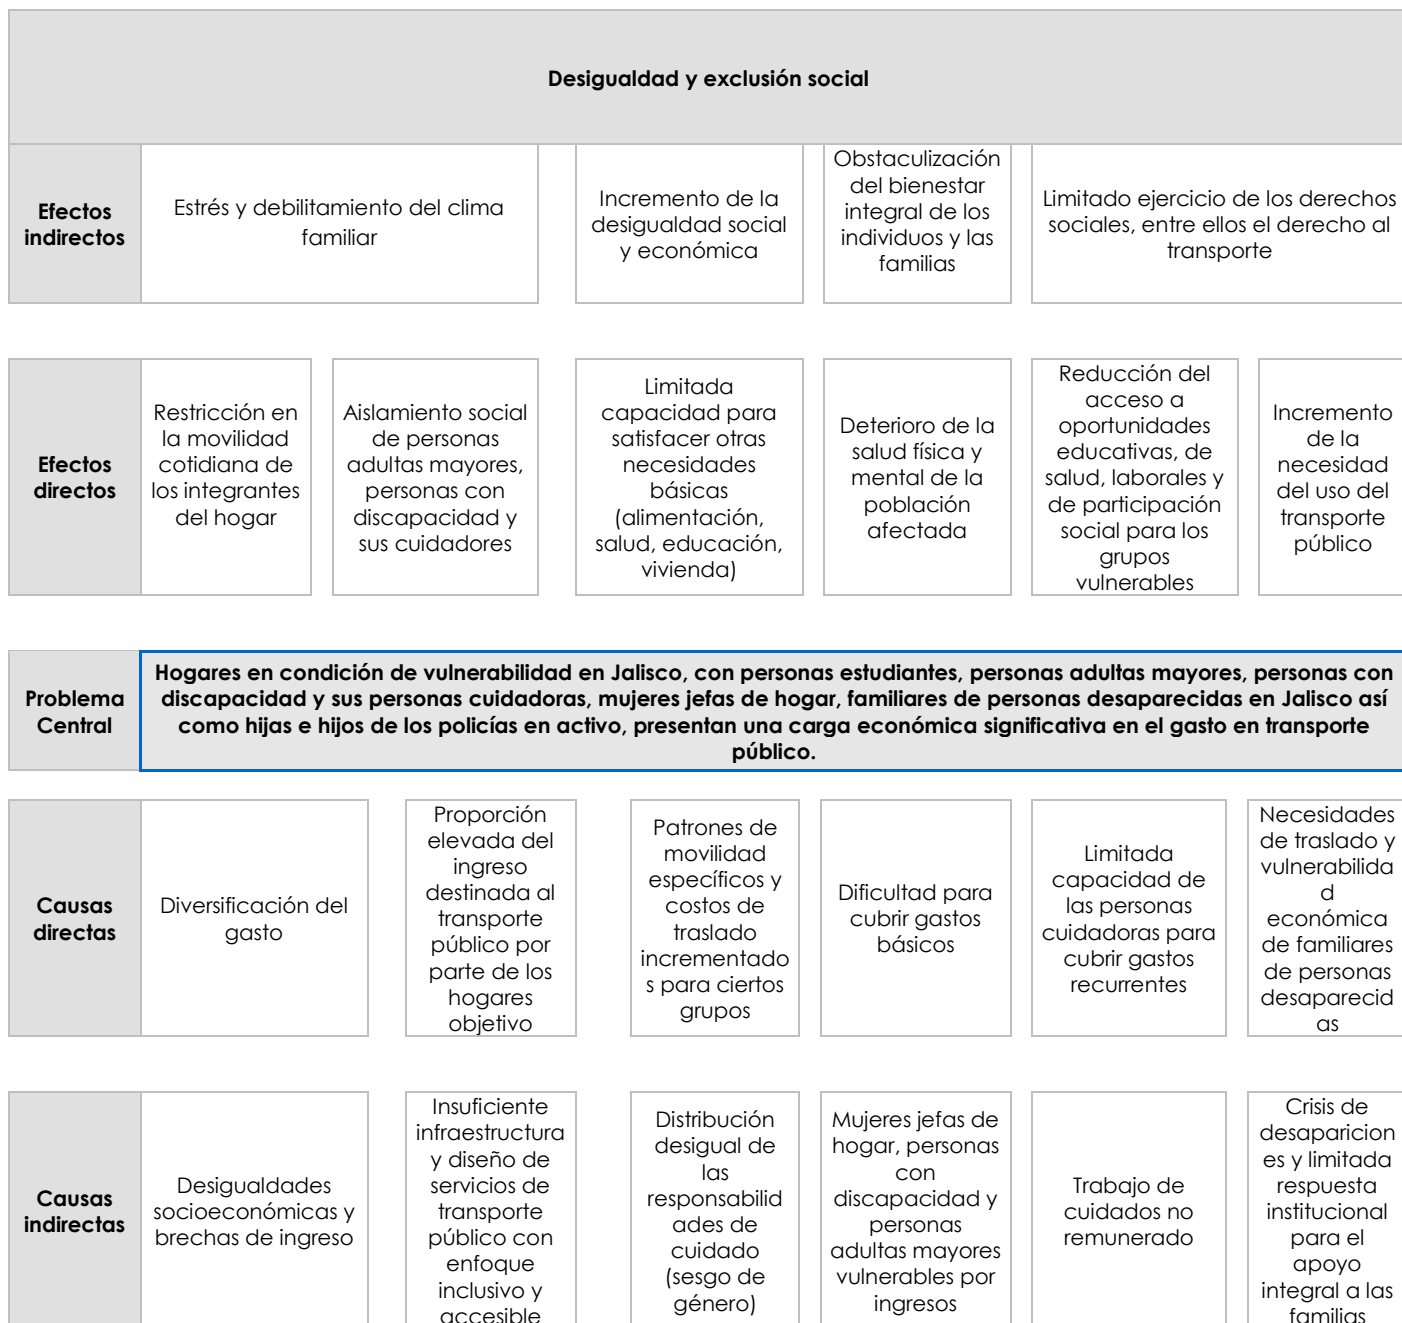 Desigualdad y exclusión social
Efectos
indirectos
Estrés y debilitamiento del clima
familiar
Incremento de la
desigualdad social
y económica
Obstaculización
del bienestar
integral de los
individuos y las
familias
Limitado ejercicio de los derechos
sociales, entre ellos el derecho al
transporte
Efectos
directos
Restricción en
la movilidad
cotidiana de
los integrantes
del hogar
Aislamiento social
de personas
adultas mayores,
personas con
discapacidad y
sus cuidadores
Limitada
capacidad para
satisfacer otras
necesidades
básicas
(alimentación,
salud, educación,
vivienda)
Deterioro de la
salud física y
mental de la
población
afectada
Reducción del
acceso a
oportunidades
educativas, de
salud, laborales y
de participación
social para los
grupos
vulnerables
Incremento
de la
necesidad
del uso del
transporte
público
Problema
Central
Hogares en condición de vulnerabilidad en Jalisco, con personas estudiantes, personas adultas mayores, personas con
discapacidad y sus personas cuidadoras, mujeres jefas de hogar, familiares de personas desaparecidas en Jalisco así
como hijas e hijos de los policías en activo, presentan una carga económica significativa en el gasto en transporte
público.
Causas
directas
Diversificación del
gasto
Proporción
elevada del
ingreso
destinada al
transporte
público por
parte de los
hogares
objetivo
Patrones de
movilidad
específicos y
costos de
traslado
incrementado
s para ciertos
grupos
Dificultad para
cubrir gastos
básicos
Limitada
capacidad de
las personas
cuidadoras para
cubrir gastos
recurrentes
Necesidades
de traslado y
vulnerabilida
d
económica
de familiares
de personas
desaparecid
as
Causas
indirectas
Desigualdades
socioeconómicas y
brechas de ingreso
Insuficiente
infraestructura
y diseño de
servicios de
transporte
público con
enfoque
inclusivo y
accesible
Distribución
desigual de
las
responsabilid
ades de
cuidado
(sesgo de
género)
Mujeres jefas de
hogar, personas
con
discapacidad y
personas
adultas mayores
vulnerables por
ingresos
Trabajo de
cuidados no
remunerado
Crisis de
desaparicion
es y limitada
respuesta
institucional
para el
apoyo
integral a las
familias